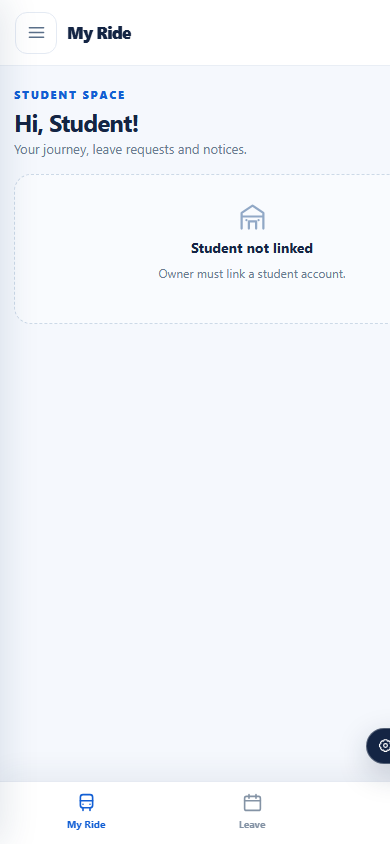 My Ride
STUDENT SPACE
Hi, Student!
Your journey, leave requests and notices.
Student not linked
Owner must link a student account.
My Ride
Leave